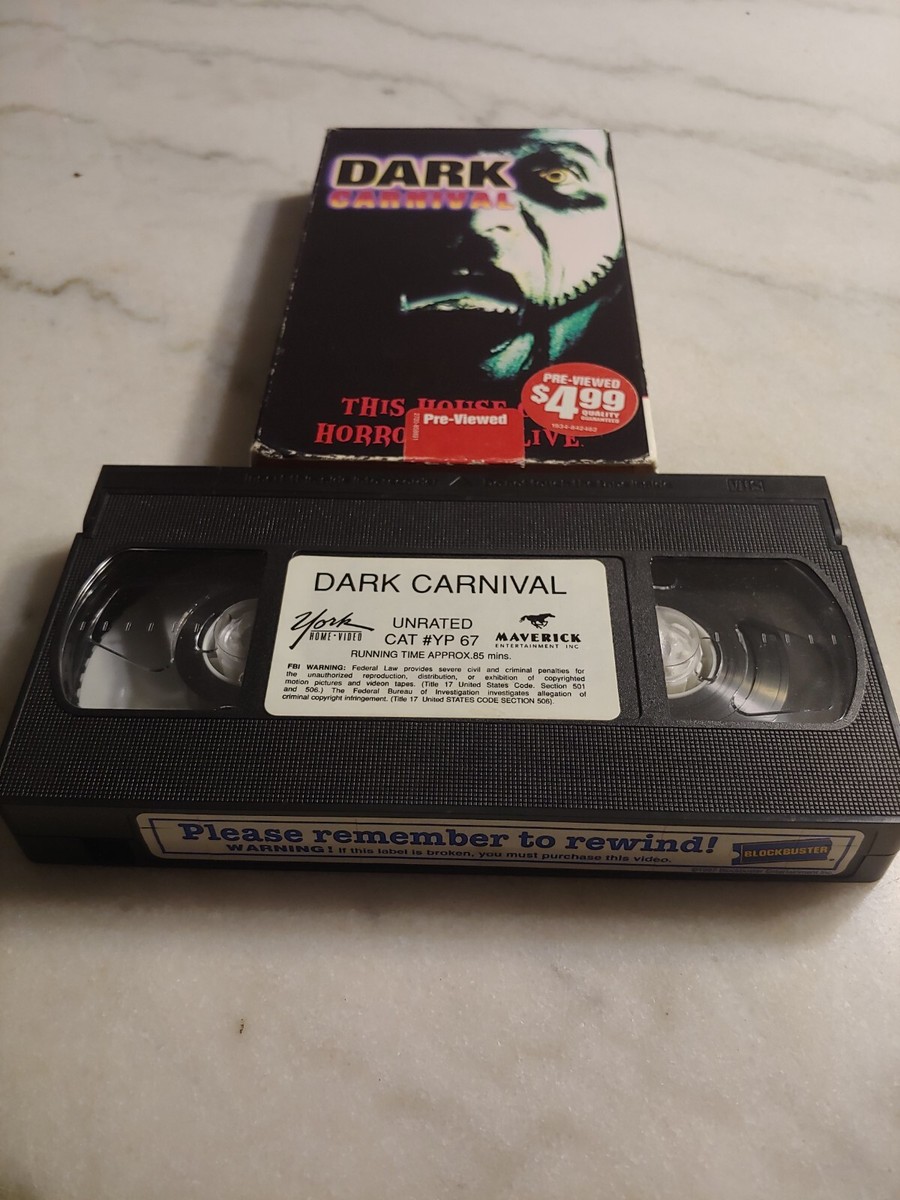 DARK
CARNIVAL
PRE-VIEWED
$4.99
QUALITY
GUARANTEED
1634-842462
THIS HOUSE
HORRO LIVE.
Pre-Viewed
VHS
DARK CARNIVAL
York
HOME • VIDEO
UNRATED
CAT #YP 67
MAVERICK
ENTERTAINMENT INC
RUNNING TIME APPROX.85 mins.
FBI WARNING: Federal Law provides severe civil and criminal penalties for
the unauthorized reproduction, distribution, or exhibition of copyrighted
motion pictures and video tapes. (Title 17 United States Code. Section 501
and 506.) The Federal Bureau of Investigation investigates allegation of
criminal copyright infringement. (Title 17 United STATES CODE SECTION 506).
Please remember to rewind!
WARNING! If this label is broken, you must purchase this video.
BLOCKBUSTER